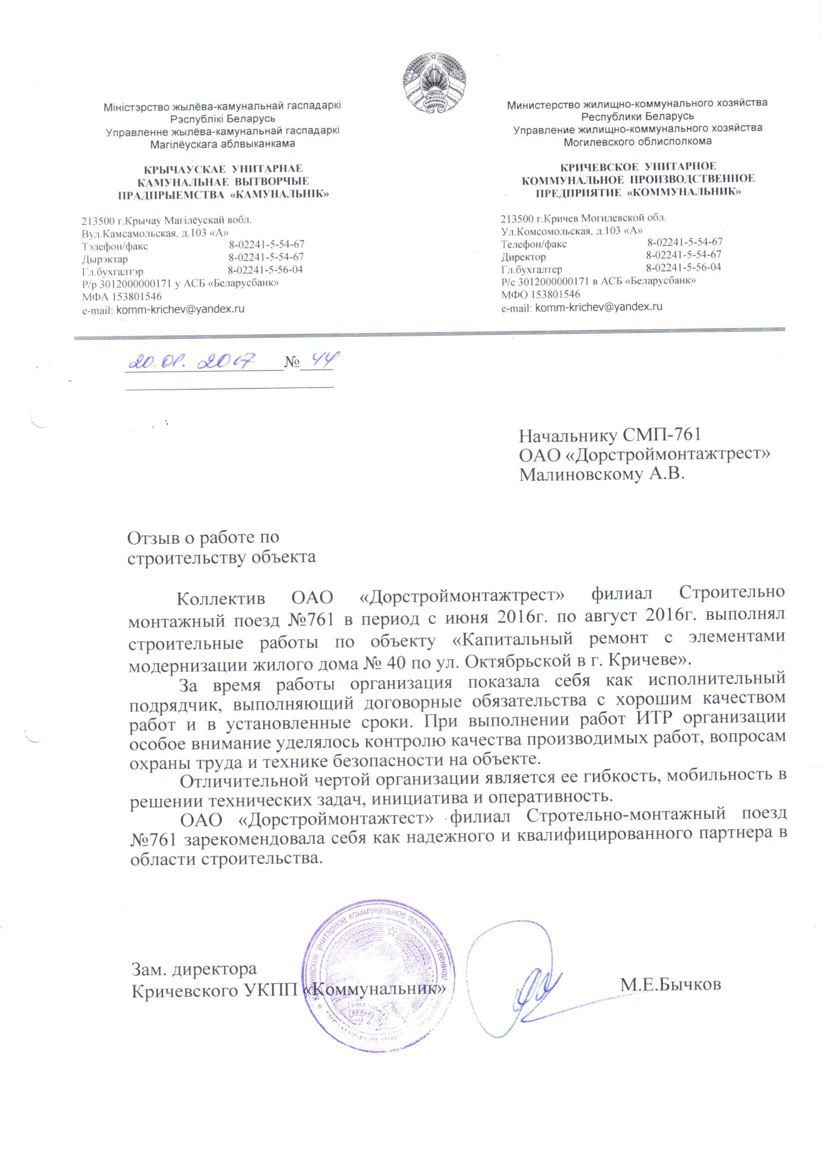 Міністэрство жылёва-камунальнай гаспадаркі
Рэспублікі Беларусь
Управленне жылёва-камунальнай гаспадаркі
Магілёускага аблвыканкама
КРЫЧАУСКАЕ УНИТАРНАЕ
КАМУНАЛЬНАЕ ВЫТВОРЧЫЕ
ПРАДПРЫЕМСТВА «КАМУНАЛЬНІК»
213500 г.Крычау Магілёускай вобл.
Вул.Камсамольская, д.103 «А»
Тэлефон/факс 8-02241-5-54-67
Дырэктар 8-02241-5-54-67
Гл.бухгалтэр 8-02241-5-56-04
Р/р 3012000000171 у АСБ «Беларусбанк»
МФА 153801546
e-mail: komm-krichev@yandex.ru
Министерство жилищно-коммунального хозяйства
Республики Беларусь
Управление жилищно-коммунального хозяйства
Могилевского облисполкома
КРИЧЕВСКОЕ УНИТАРНОЕ
КОММУНАЛЬНОЕ ПРОИЗВОДСТВЕННОЕ
ПРЕДПРИЯТИЕ «КОММУНАЛЬНИК»
213500 г.Кричев Могилевской обл.
Ул.Комсомольская, д.103 «А»
Телефон/факс 8-02241-5-54-67
Директор 8-02241-5-54-67
Гл.бухгалтер 8-02241-5-56-04
Р/с 3012000000171 в АСБ «Беларусбанк»
МФО 153801546
e-mail: komm-krichev@yandex.ru
20.01.2017 № 44
Начальнику СМП-761
ОАО «Дорстроймонтажтрест»
Малиновскому А.В.
Отзыв о работе по
строительству объекта
Коллектив ОАО «Дорстроймонтажтрест» филиал Строительно
монтажный поезд №761 в период с июня 2016г. по август 2016г. выполнял
строительные работы по объекту «Капитальный ремонт с элементами
модернизации жилого дома № 40 по ул. Октябрьской в г. Кричеве».
За время работы организация показала себя как исполнительный
подрядчик, выполняющий договорные обязательства с хорошим качеством
работ и в установленные сроки. При выполнении работ ИТР организации
особое внимание уделялось контролю качества производимых работ, вопросам
охраны труда и технике безопасности на объекте.
Отличительной чертой организации является ее гибкость, мобильность в
решении технических задач, инициатива и оперативность.
ОАО «Дорстроймонтажтест» филиал Стротельно-монтажный поезд
№761 зарекомендовала себя как надежного и квалифицированного партнера в
области строительства.
Зам. директора
Кричевского УКПП «Коммунальник» М.Е.Бычков
Кричевское унитарное коммунальное производственное